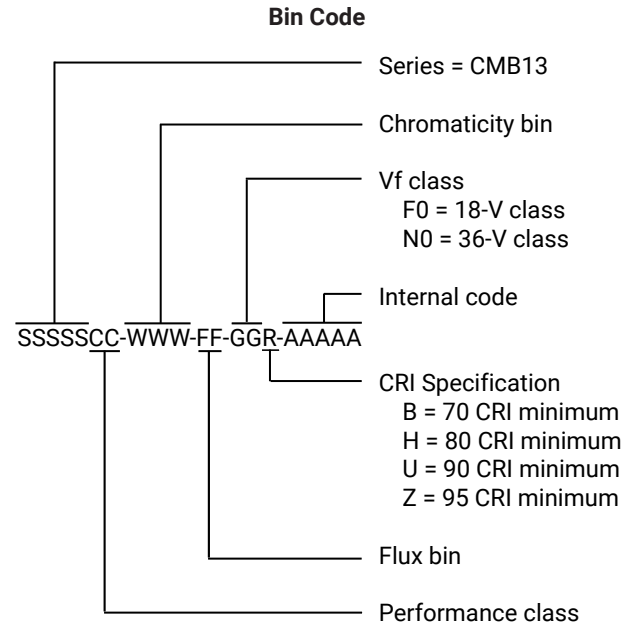 Bin Code
Series = CMB13
Chromaticity bin
Vf class
F0 = 18-V class
N0 = 36-V class
Internal code
SSSSSCC-WWW-FF-GGR-AAAAA
CRI Specification
B = 70 CRI minimum
H = 80 CRI minimum
U = 90 CRI minimum
Z = 95 CRI minimum
Flux bin
Performance class